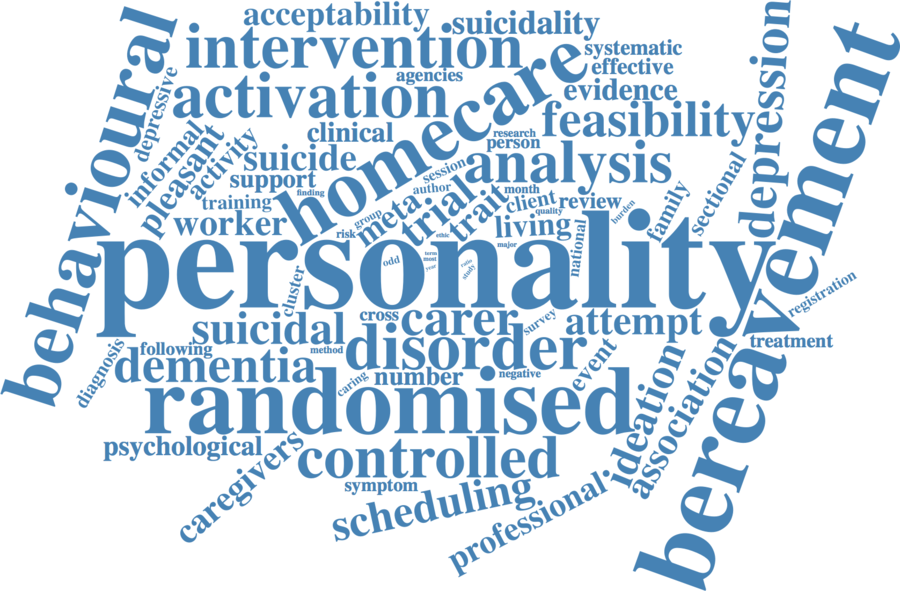 acceptability
suicidality
intervention
systematic
effective
agencies
evidence
behavioural
depressive
activation
homecare
feasibility
depression
bereavement
informal
pleasant
activity
clinical
research
person
suicide
analysis
support
finding
session
author
meta
trial
trait
month
client
quality
review
training
worker
risk
group
ethic
living
major
national
burden
family
sectional
personality
odd
term
must
year
ratio
study
cluster
cross
carer
survey
attempt
registration
treatment
suicidal
disorder
diagnosis
following
method
dementia
caring
number
negative
event
ideation
association
randomised
psychological
caregivers
controlled
symptom
scheduling
professional